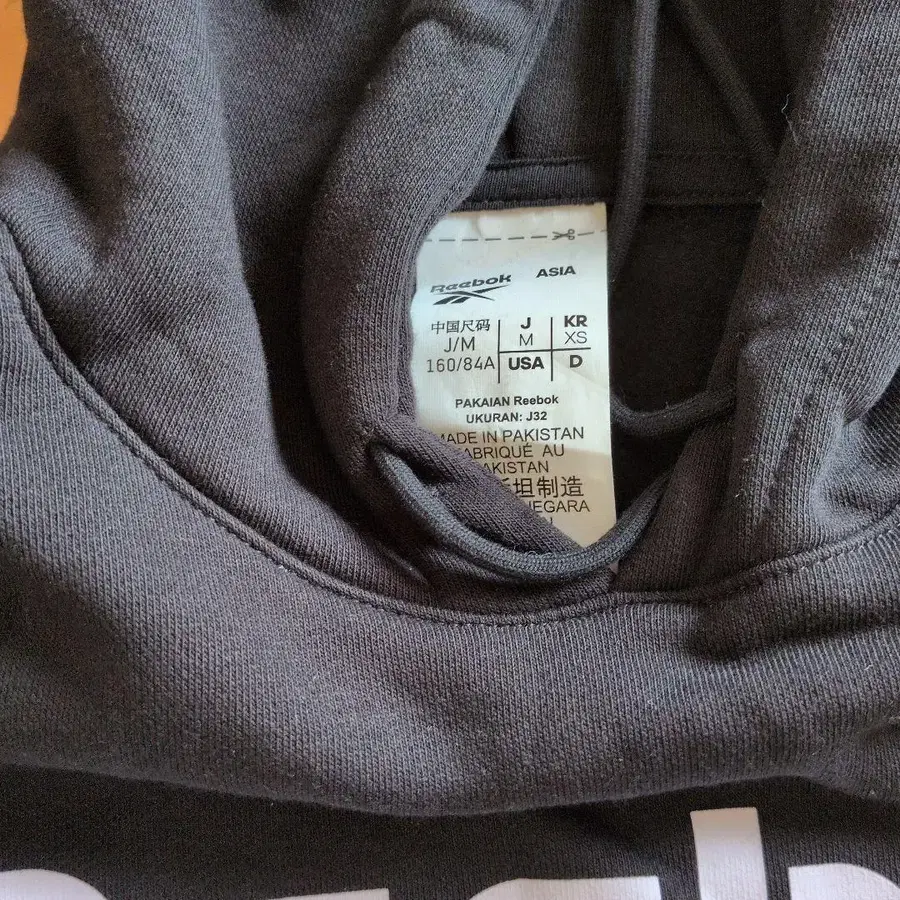 Reebok ASIA
中国尺码 J KR
J/M M XS
160/84A USA D
PAKAIAN Reebok
UKURAN: J32
MADE IN PAKISTAN
FABRIQUÉ AU
PAKISTAN
坦制造
NEGARA